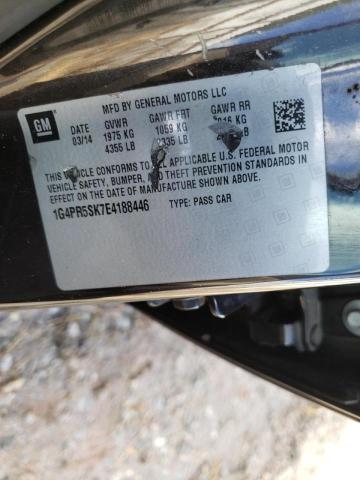 MFD BY GENERAL MOTORS LLC
GM
DATE GVWR GAWR FRT GAWR RR
03/14 1975 KG 1059 KG
4355 LB LB
THIS VEHICLE CONFORMS TO ALL APPLICABLE U.S. FEDERAL MOTOR
VEHICLE SAFETY, BUMPER, AND THEFT PREVENTION STANDARDS IN
EFFECT ON THE DATE OF MANUFACTURE SHOWN ABOVE.
1G4PR5SK7E4188446 TYPE: PASS CAR